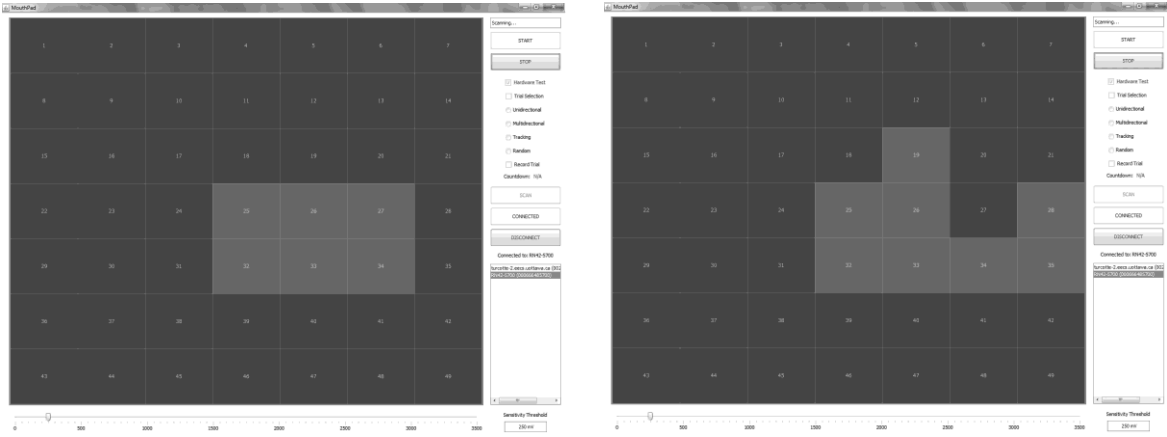 MouthPad
1 2 3 4 5 6 7
8 9 10 11 12 13 14
15 16 17 18 19 20 21
22 23 24 25 26 27 28
29 30 31 32 33 34 35
36 37 38 39 40 41 42
43 44 45 46 47 48 49
0 500 1000 1500 2000 2500 3000 3500
Scanning...
START
STOP
Hardware Test
Trial Selection
Unidirectional
Multidirectional
Tracking
Random
Record Trial
Countdown: N/A
SCAN
CONNECTED
DISCONNECT
Connected to: RN42-5700
Sensitivity Threshold
250 mV
MouthPad
1 2 3 4 5 6 7
8 9 10 11 12 13 14
15 16 17 18 19 20 21
22 23 24 25 26 27 28
29 30 31 32 33 34 35
36 37 38 39 40 41 42
43 44 45 46 47 48 49
0 500 1000 1500 2000 2500 3000 3500
Scanning...
START
STOP
Hardware Test
Trial Selection
Unidirectional
Multidirectional
Tracking
Random
Record Trial
Countdown: N/A
SCAN
CONNECTED
DISCONNECT
Connected to: RN42-5700
Sensitivity Threshold
250 mV